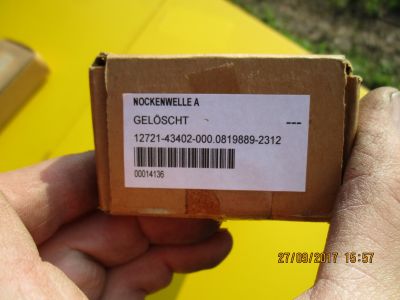 NOCKENWELLE A
GELÖSCHT ---
12721-43402-000.0819889-2312
00014136
27/09/2017 15:57